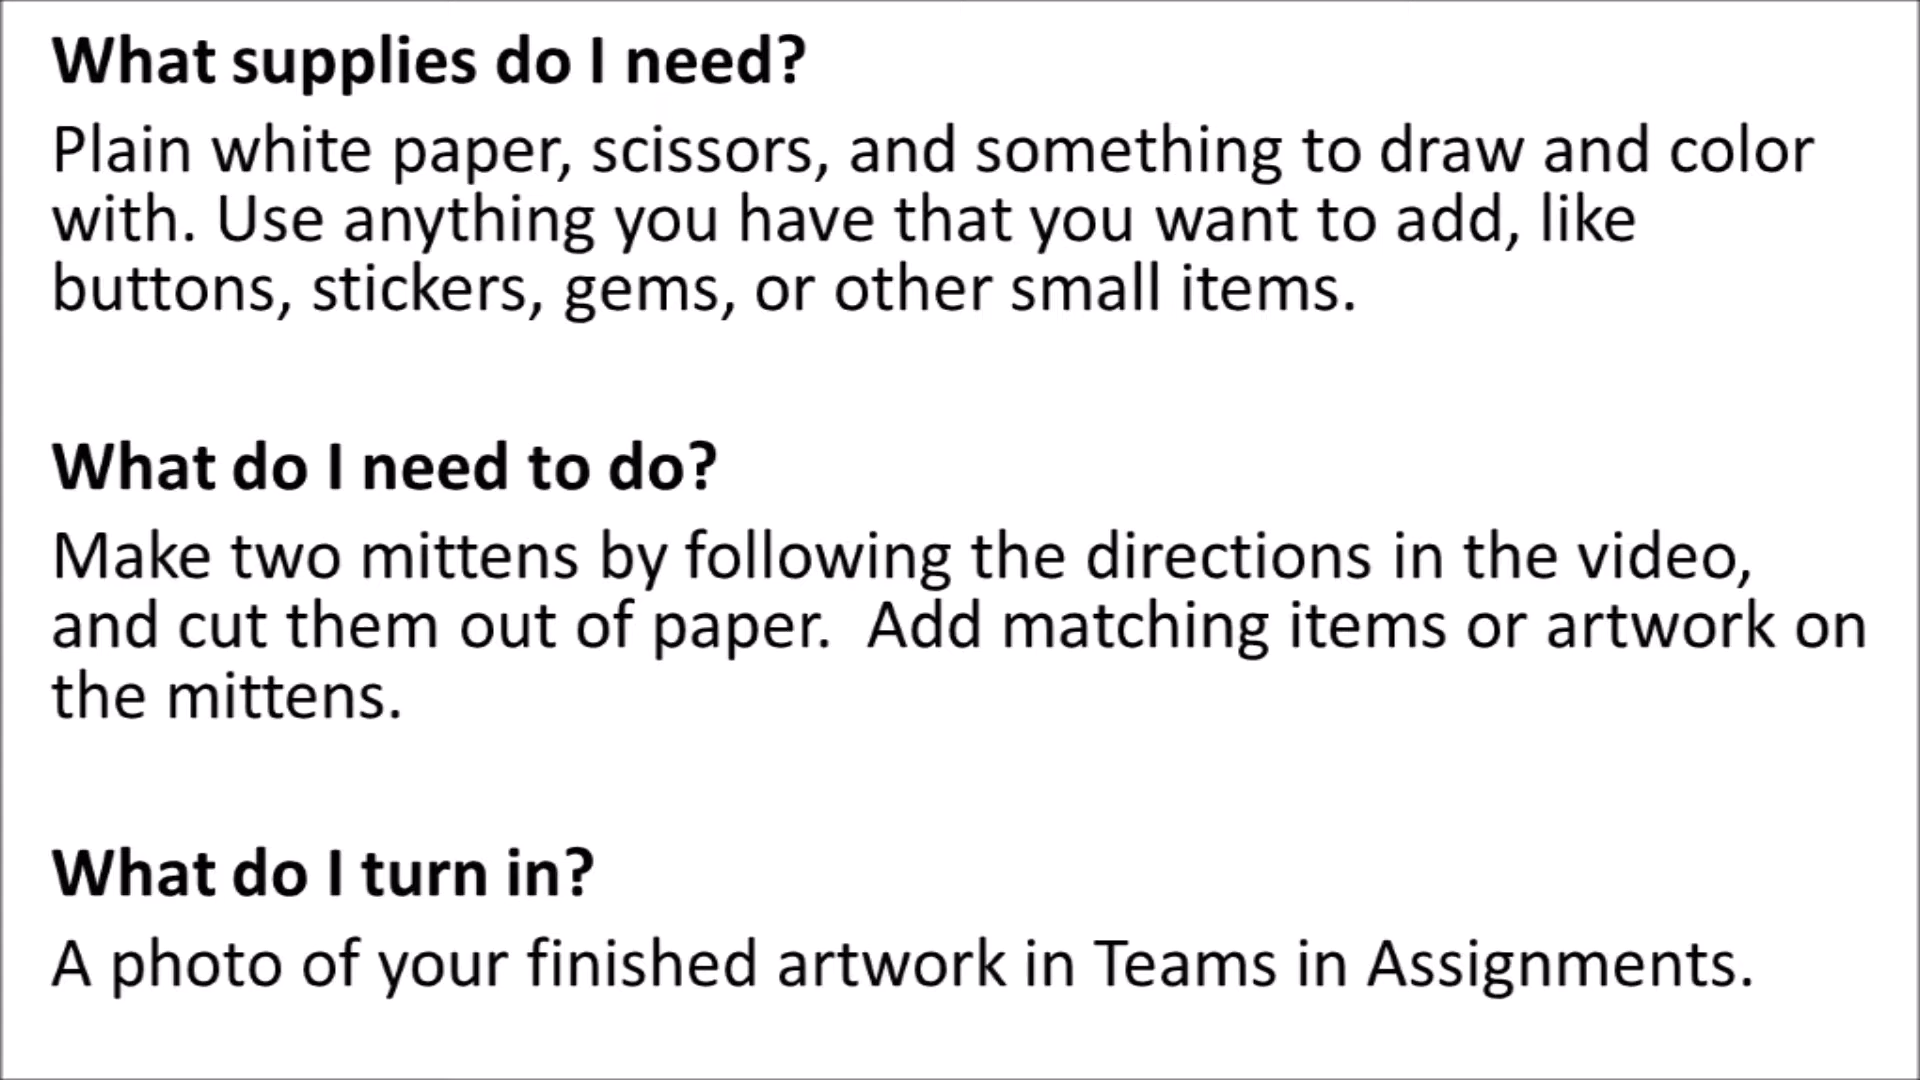 What supplies do I need?
Plain white paper, scissors, and something to draw and color
with. Use anything you have that you want to add, like
buttons, stickers, gems, or other small items.
What do I need to do?
Make two mittens by following the directions in the video,
and cut them out of paper.  Add matching items or artwork on
the mittens.
What do I turn in?
A photo of your finished artwork in Teams in Assignments.